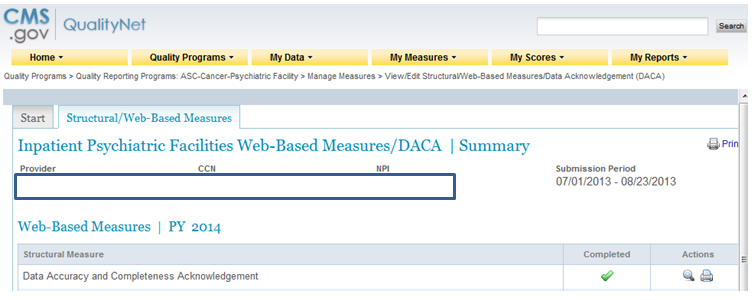 CMS QualityNet
.gov
Search
Home My Data My Measures My Scores My Reports Quality Programs
Quality Programs > Quality Reporting Programs: ASC-Cancer-Psychiatric Facility > Manage Measures > View/Edit Structural/Web-Based Measures/Data Acknowledgement (DACA)
Start Structural/Web-Based Measures
Inpatient Psychiatric Facilities Web-Based Measures/DACA | Summary
Prin
Provider CCN NPI Submission Period
07/01/2013 - 08/23/2013
Web-Based Measures | PY 2014
Structural Measure Completed Actions
Data Accuracy and Completeness Acknowledgement